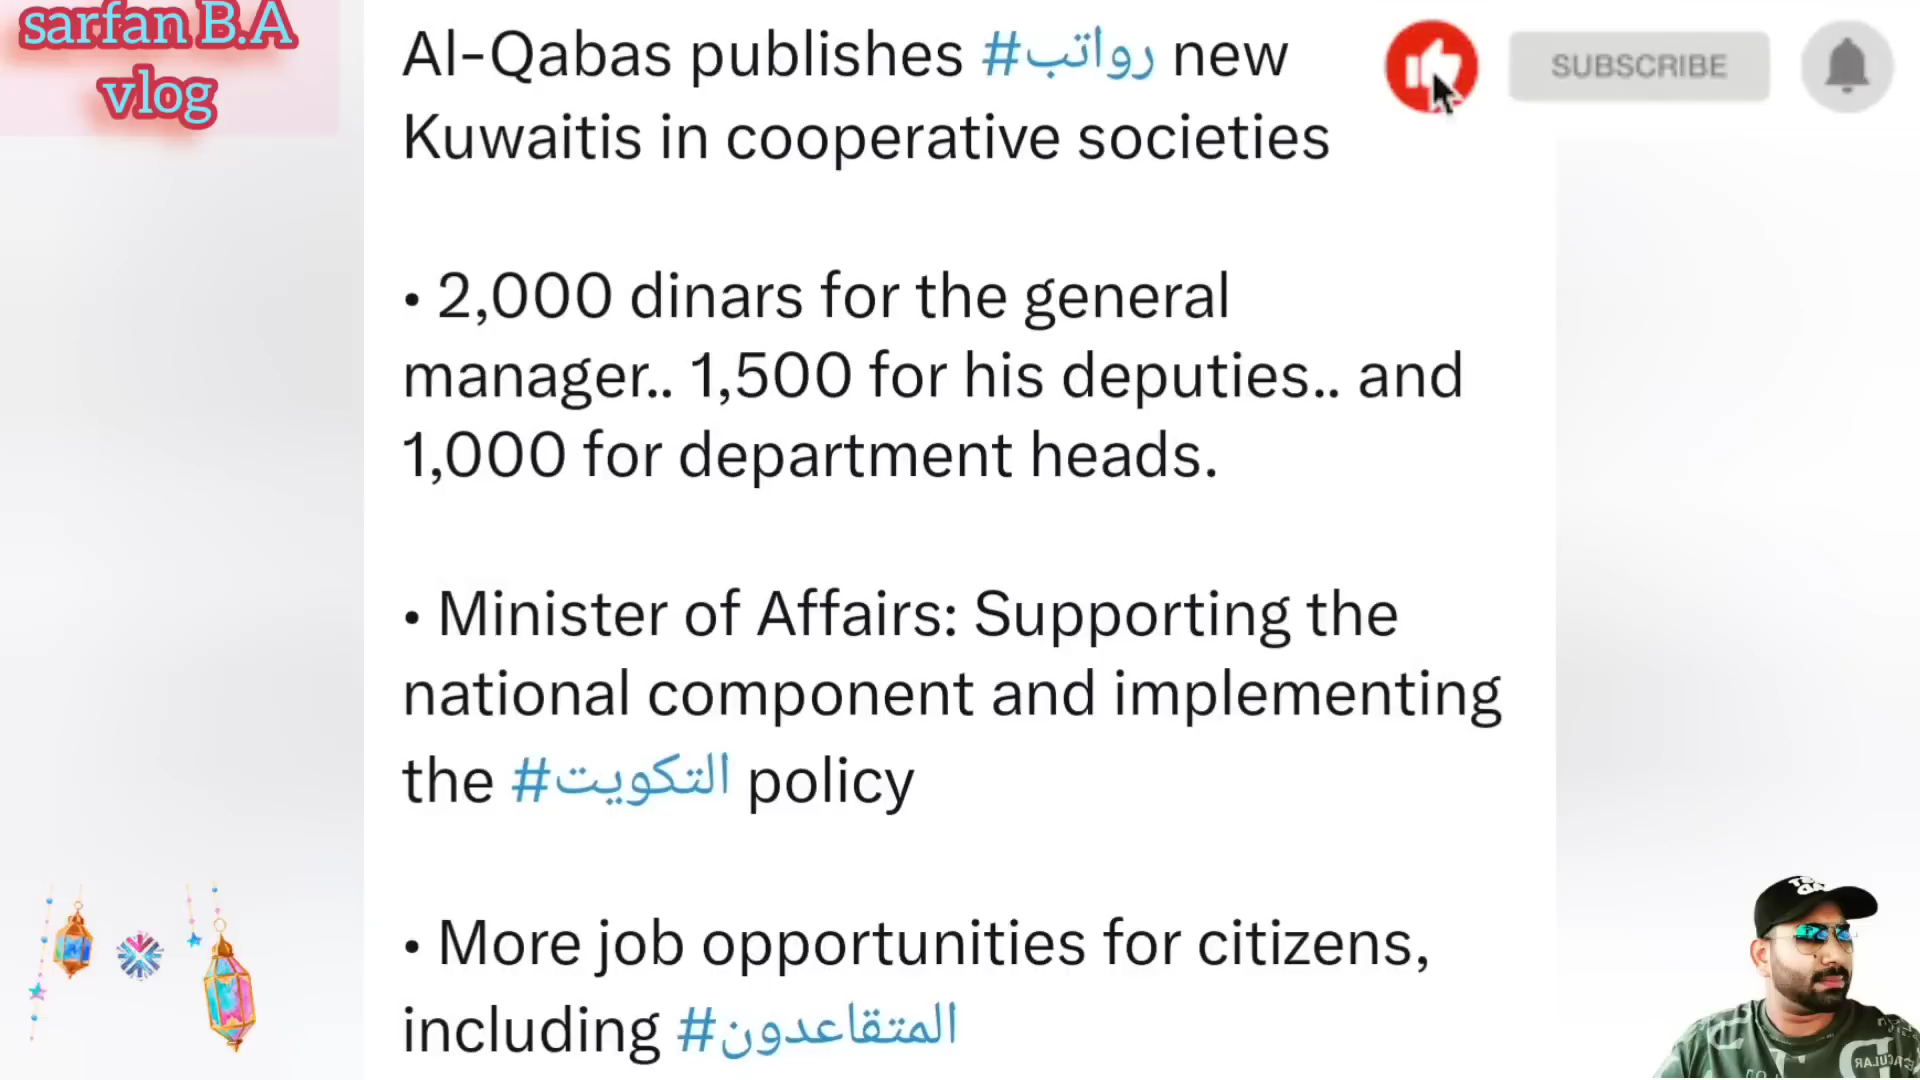 sarfan B.A
vlog
Al-Qabas publishes #رواتب new
Kuwaitis in cooperative societies
• 2,000 dinars for the general
manager.. 1,500 for his deputies.. and
1,000 for department heads.
• Minister of Affairs: Supporting the
national component and implementing
the #التكويت policy
• More job opportunities for citizens,
including #المتقاعدون
SUBSCRIBE